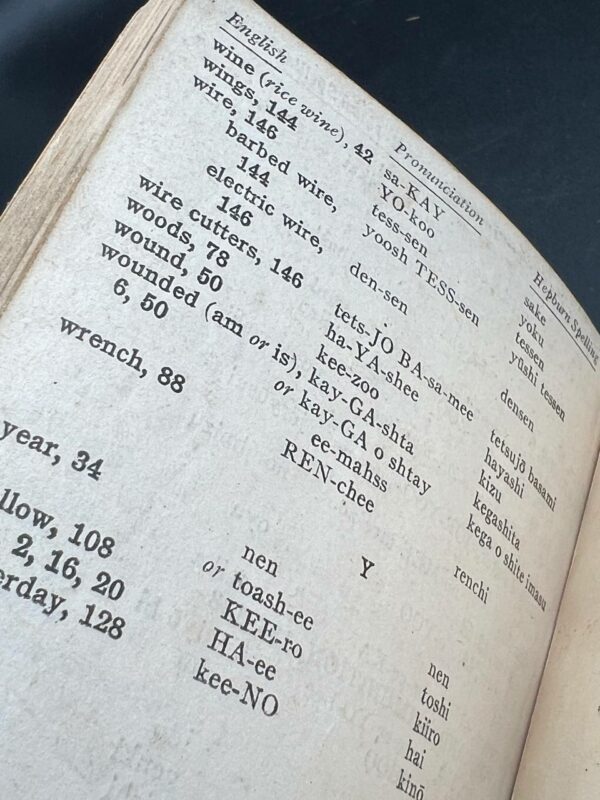 English Pronunciation Hepburn Spelling
wine (rice wine), 42 sa-KAY sake
wings, 144 YO-koo yoku
wire, 146 tess-sen tessen
barbed wire, yoosh TESS-sen yūshi tessen
144
electric wire, den-sen densen
146
wire cutters, 146 tets-JO BA-sa-mee tetsujō basami
woods, 78 ha-YA-shee hayashi
wound, 50 kee-zoo kizu
wounded (am or is), kay-GA-shta kegashita
6, 50 or kay-GA o shtay kega o shite imasu
ee-mahss
wrench, 88 REN-chee renchi
Y
year, 34 nen nen
or toash-ee toshi
llow, 108 KEE-ro kiiro
2, 16, 20 HA-ee hai
erday, 128 kee-NO kinō